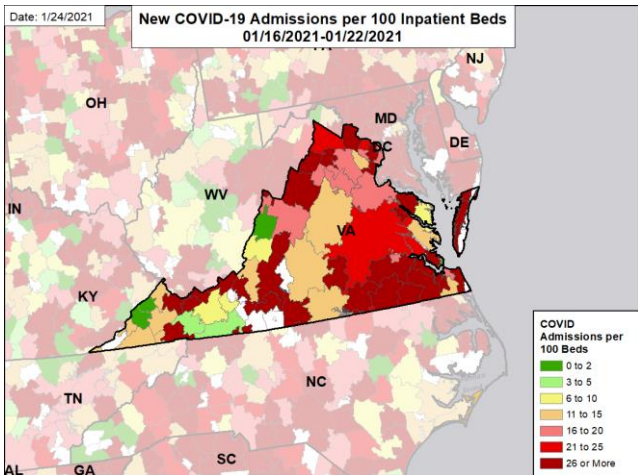 Date: 1/24/2021
New COVID-19 Admissions per 100 Inpatient Beds
01/16/2021-01/22/2021
NJ
OH
MD
DC
DE
WV
IN
VA
KY
COVID
Admissions per
100 Beds
0 to 2
3 to 5
6 to 10
11 to 15
16 to 20
21 to 25
26 or More
NC
TN
SC
AL
GA